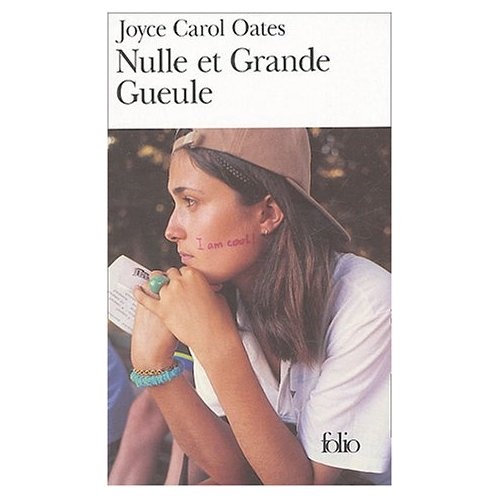 Joyce Carol Oates
Nulle et Grande
Gueule
I am cool!
folio